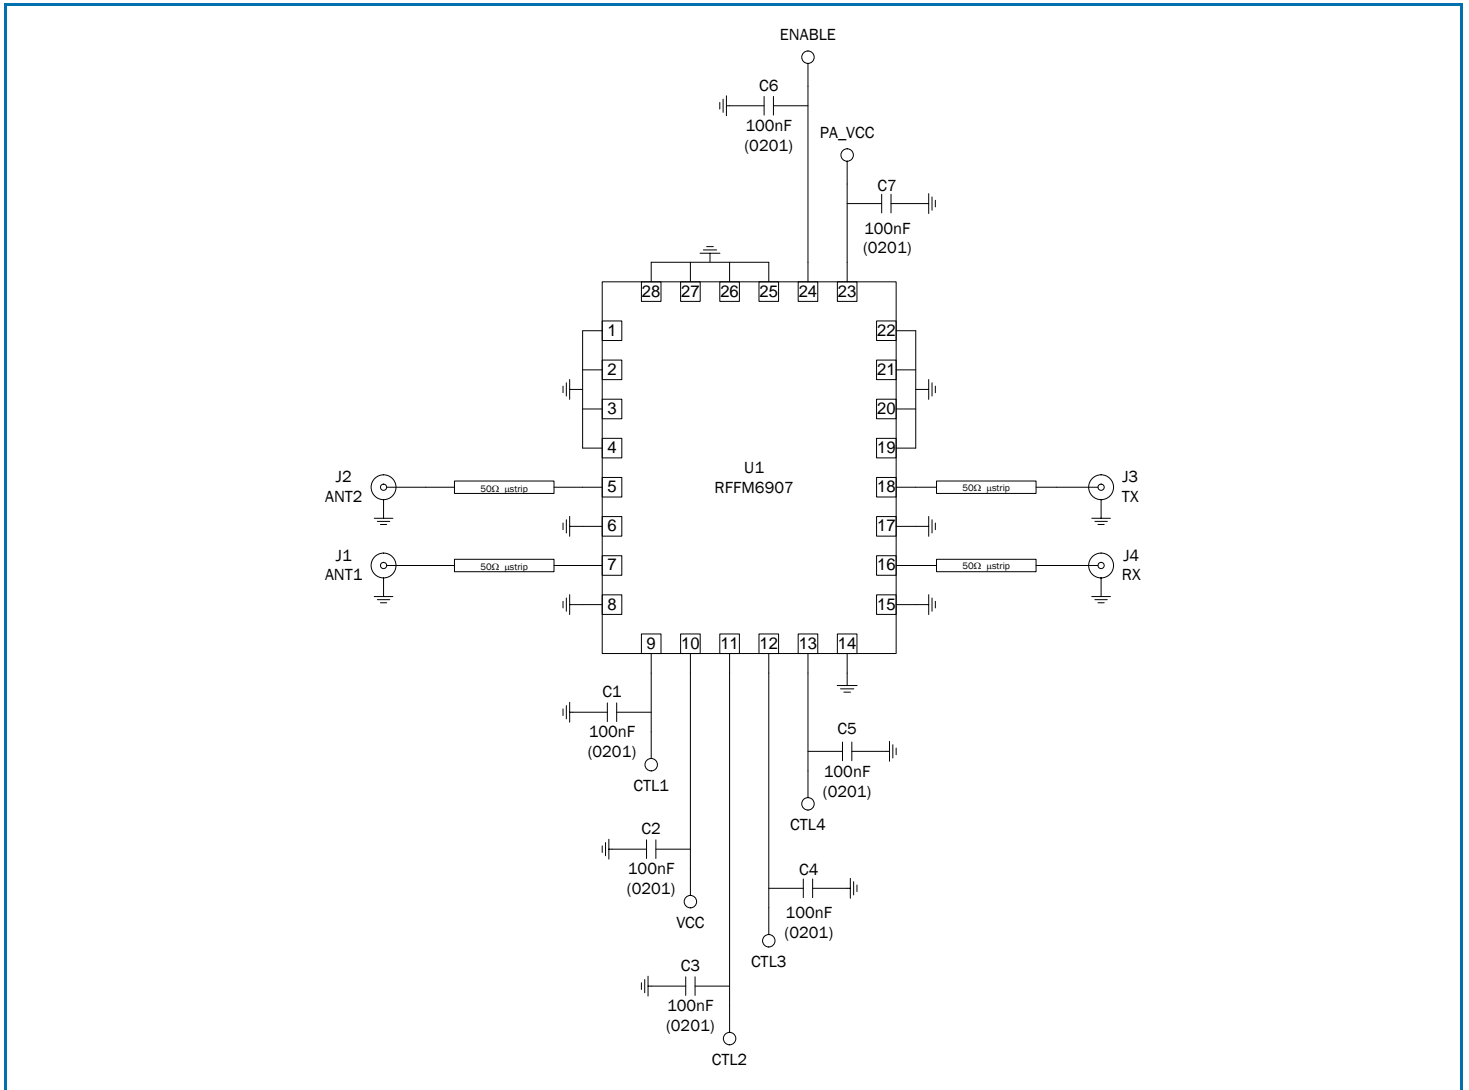 ENABLE
C6
100nF
(0201)
PA_VCC
C7
100nF
(0201)
28 27 26 25 24 23
1 22
2 21
3 20
4 19
U1
RFFM6907
J2
ANT2
50Ω μstrip
5 18
50Ω μstrip
J3
TX
6 17
J1
ANT1
50Ω μstrip
7 16
50Ω μstrip
J4
RX
8 15
9 10 11 12 13 14
C1
100nF
(0201)
CTL1
C5
100nF
(0201)
CTL4
C2
100nF
(0201)
VCC
C4
100nF
(0201)
CTL3
C3
100nF
(0201)
CTL2